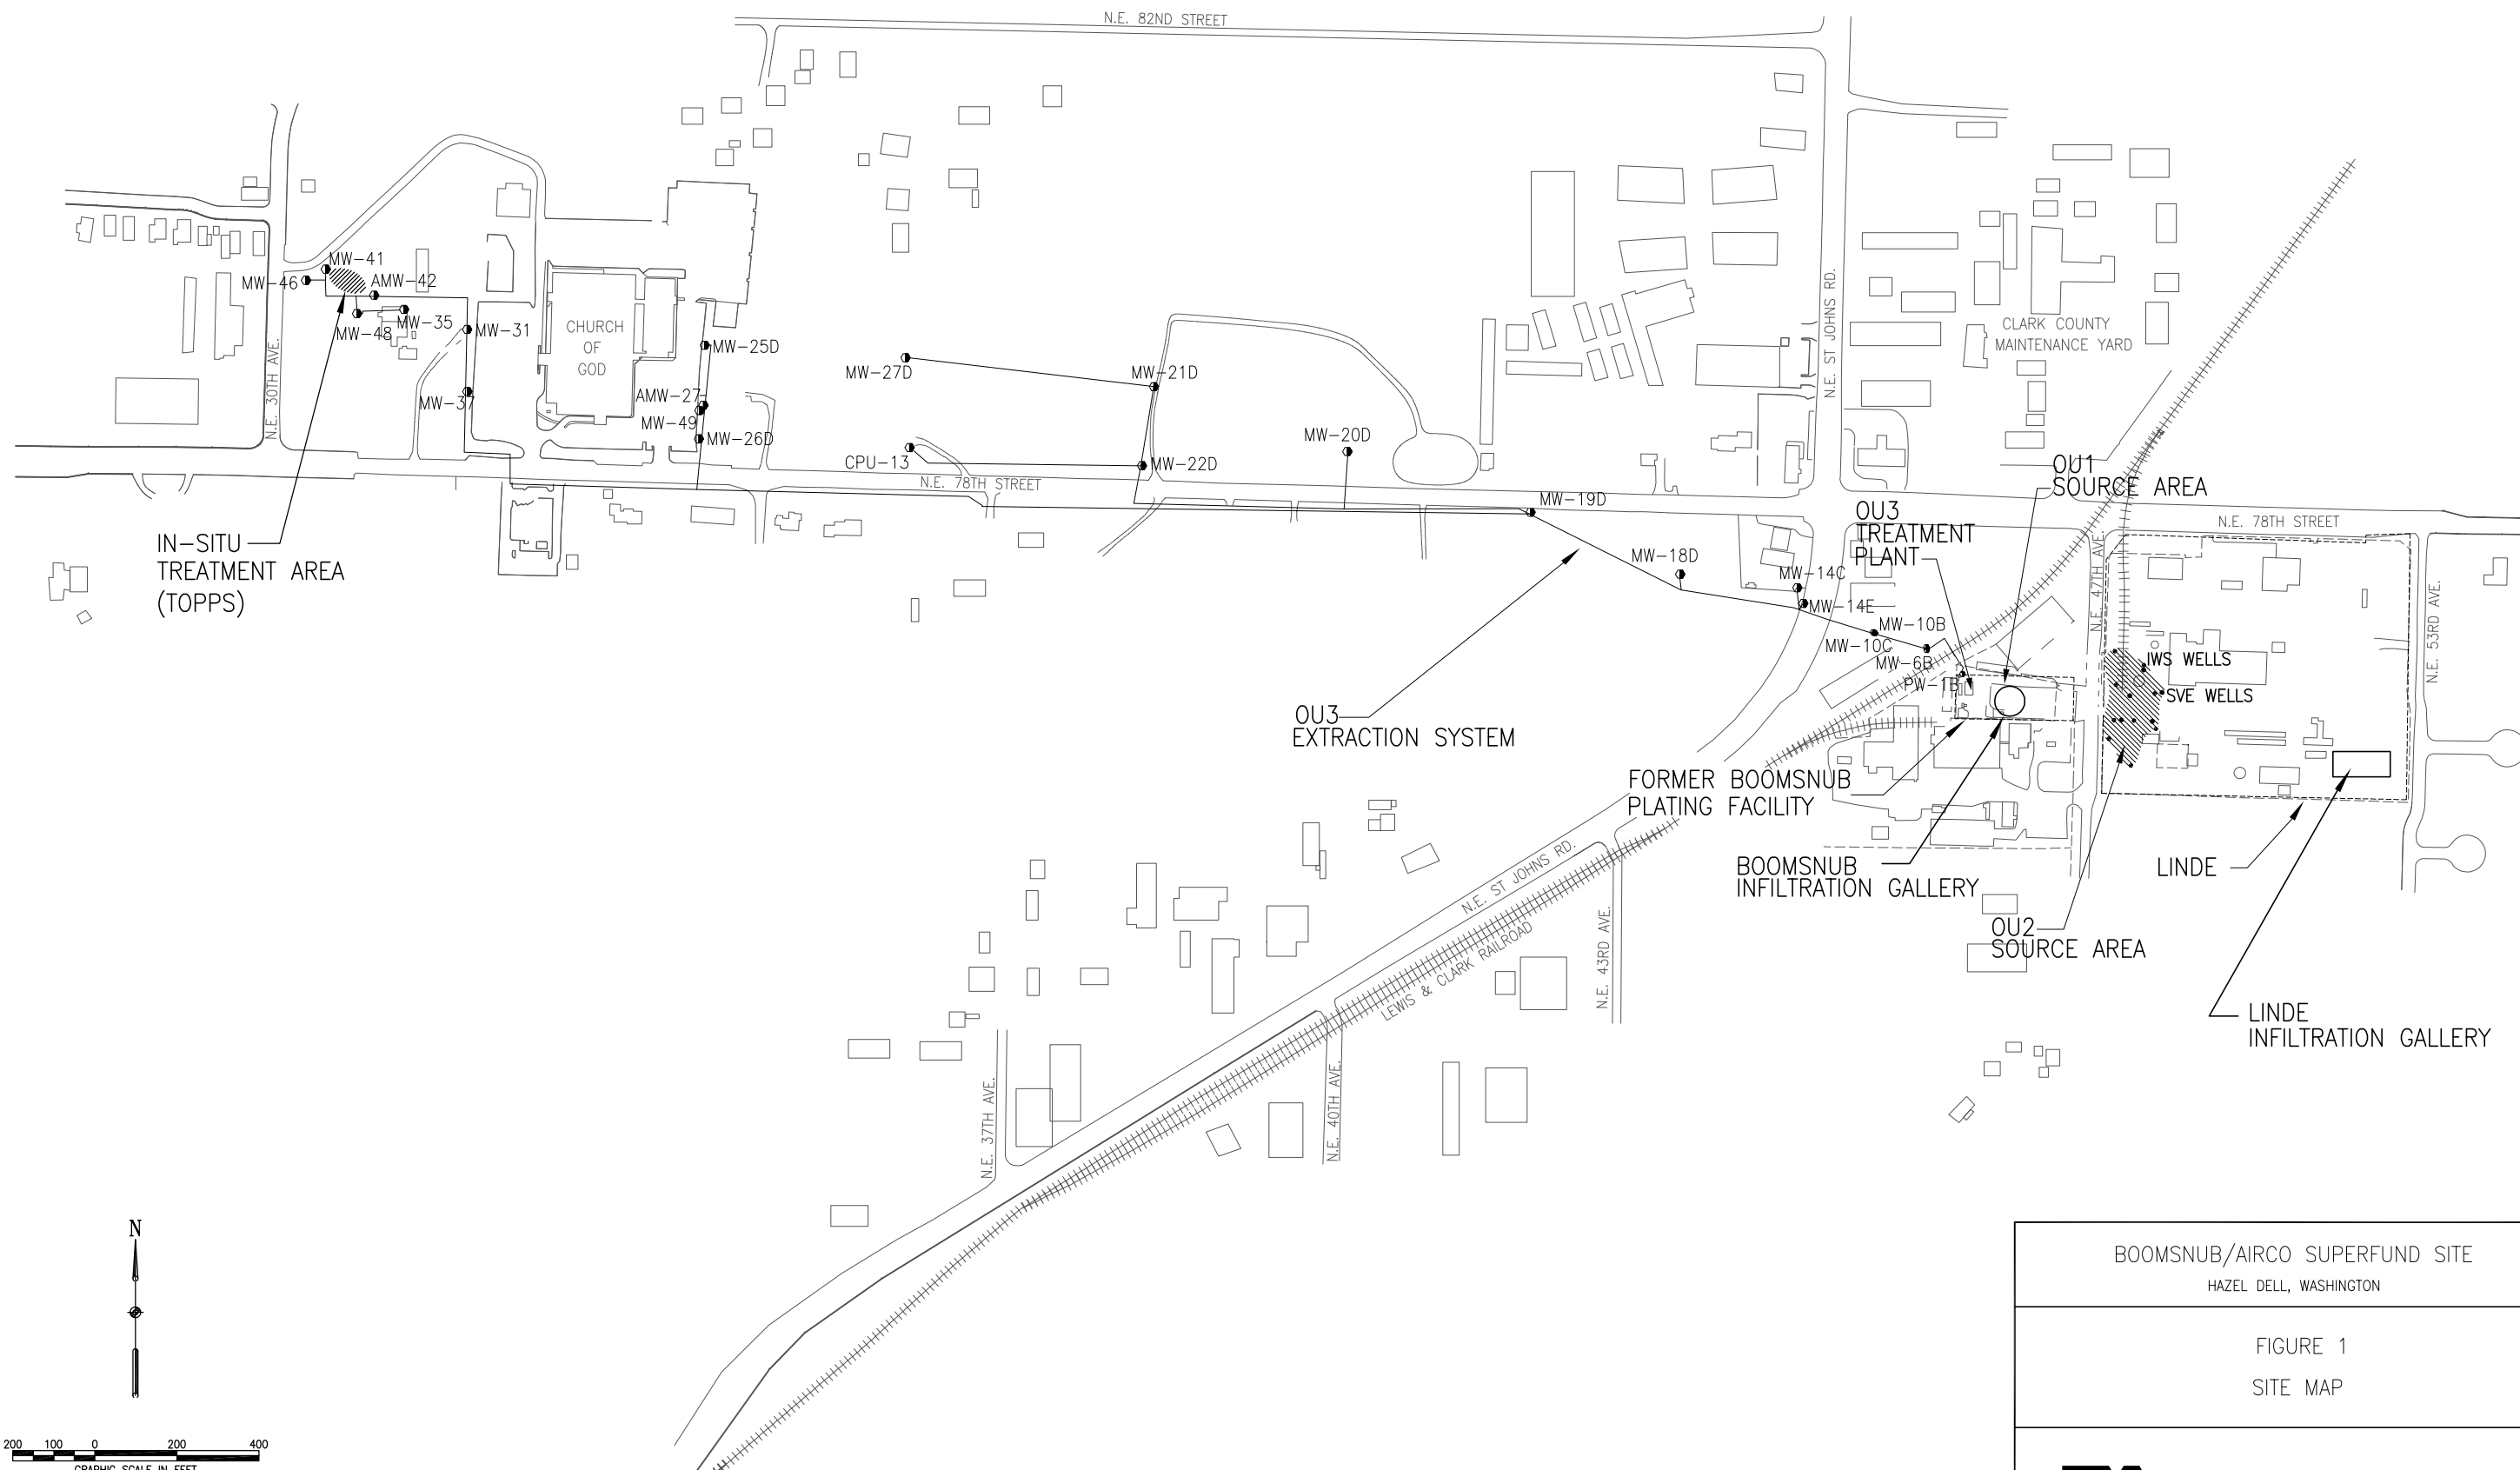 N.E. 82ND STREET
N.E. 30TH AVE.
MW-41
MW-46
AMW-42
MW-35
MW-48
MW-31
MW-37
CHURCH
OF
GOD
MW-25D
AMW-27
MW-49
MW-26D
MW-27D
MW-21D
CPU-13
MW-22D
MW-20D
N.E. 78TH STREET
MW-19D
N.E. ST JOHNS RD.
CLARK COUNTY
MAINTENANCE YARD
OU1
SOURCE AREA
OU3
TREATMENT
PLANT
N.E. 78TH STREET
IN-SITU
TREATMENT AREA
(TOPPS)
MW-18D
MW-14C
MW-14E
MW-10B
MW-10C
MW-6B
PW-1B
N.E. 47TH AVE.
N.E. 53RD AVE.
IWS WELLS
SVE WELLS
OU3
EXTRACTION SYSTEM
FORMER BOOMSNUB
PLATING FACILITY
BOOMSNUB
INFILTRATION GALLERY
LINDE
OU2
SOURCE AREA
LINDE
INFILTRATION GALLERY
N.E. ST JOHNS RD.
LEWIS & CLARK RAILROAD
N.E. 43RD AVE.
N.E. 40TH AVE.
N.E. 37TH AVE.
N
200 100 0 200 400
GRAPHIC SCALE IN FEET
BOOMSNUB/AIRCO SUPERFUND SITE
HAZEL DELL, WASHINGTON
FIGURE 1
SITE MAP